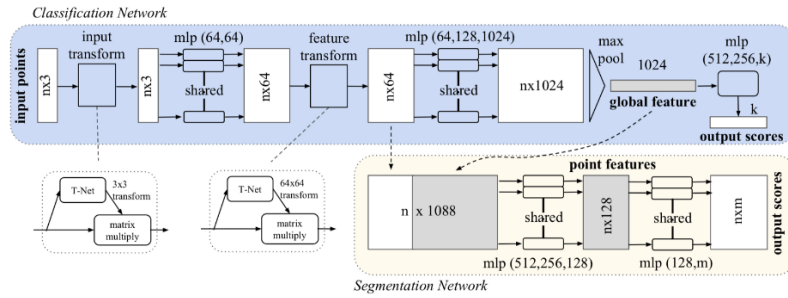 Classification Network
input points
nx3
input
transform
nx3
mlp (64,64)
shared
nx64
feature
transform
nx64
mlp (64,128,1024)
shared
nx1024
max
pool
1024
global feature
mlp
(512,256,k)
k
output scores
T-Net
3x3
transform
matrix
multiply
T-Net
64x64
transform
matrix
multiply
point features
n x 1088
shared
mlp (512,256,128)
nx128
shared
mlp (128,m)
nxm
output scores
Segmentation Network